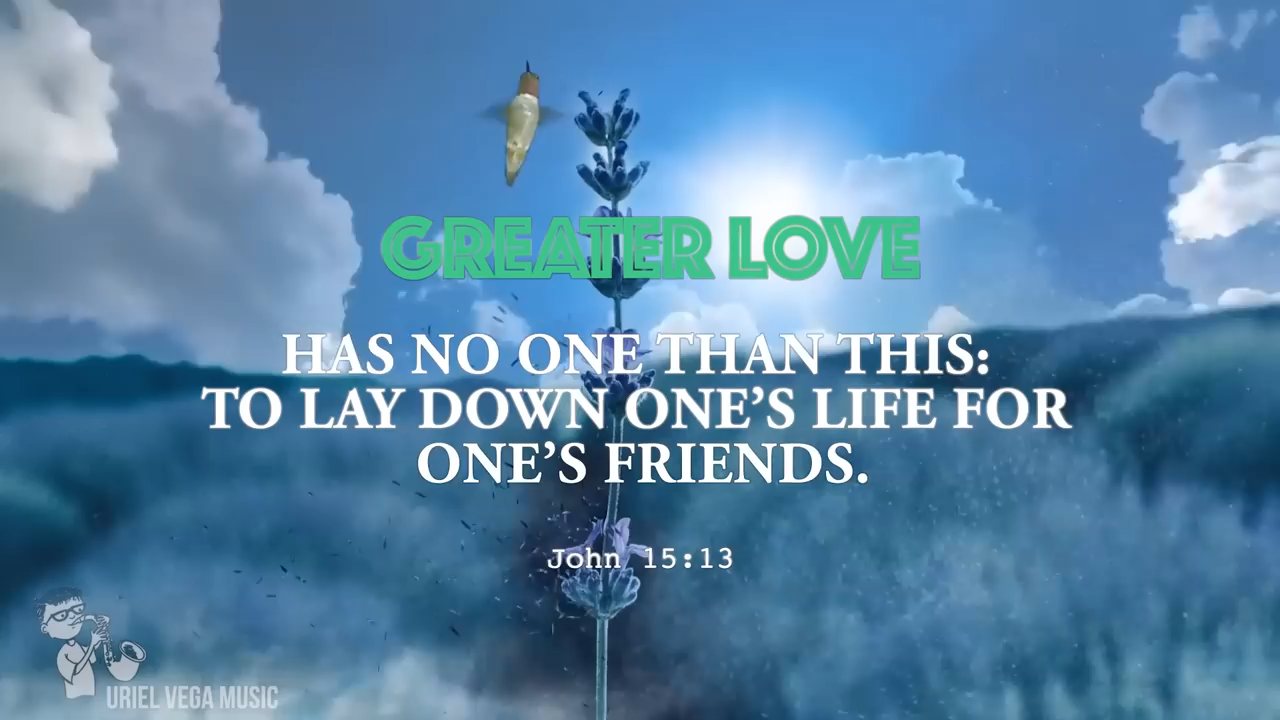 GREATER LOVE
HAS NO ONE THAN THIS:
TO LAY DOWN ONE’S LIFE FOR
ONE’S FRIENDS.
John 15:13
URIEL VEGA MUSIC